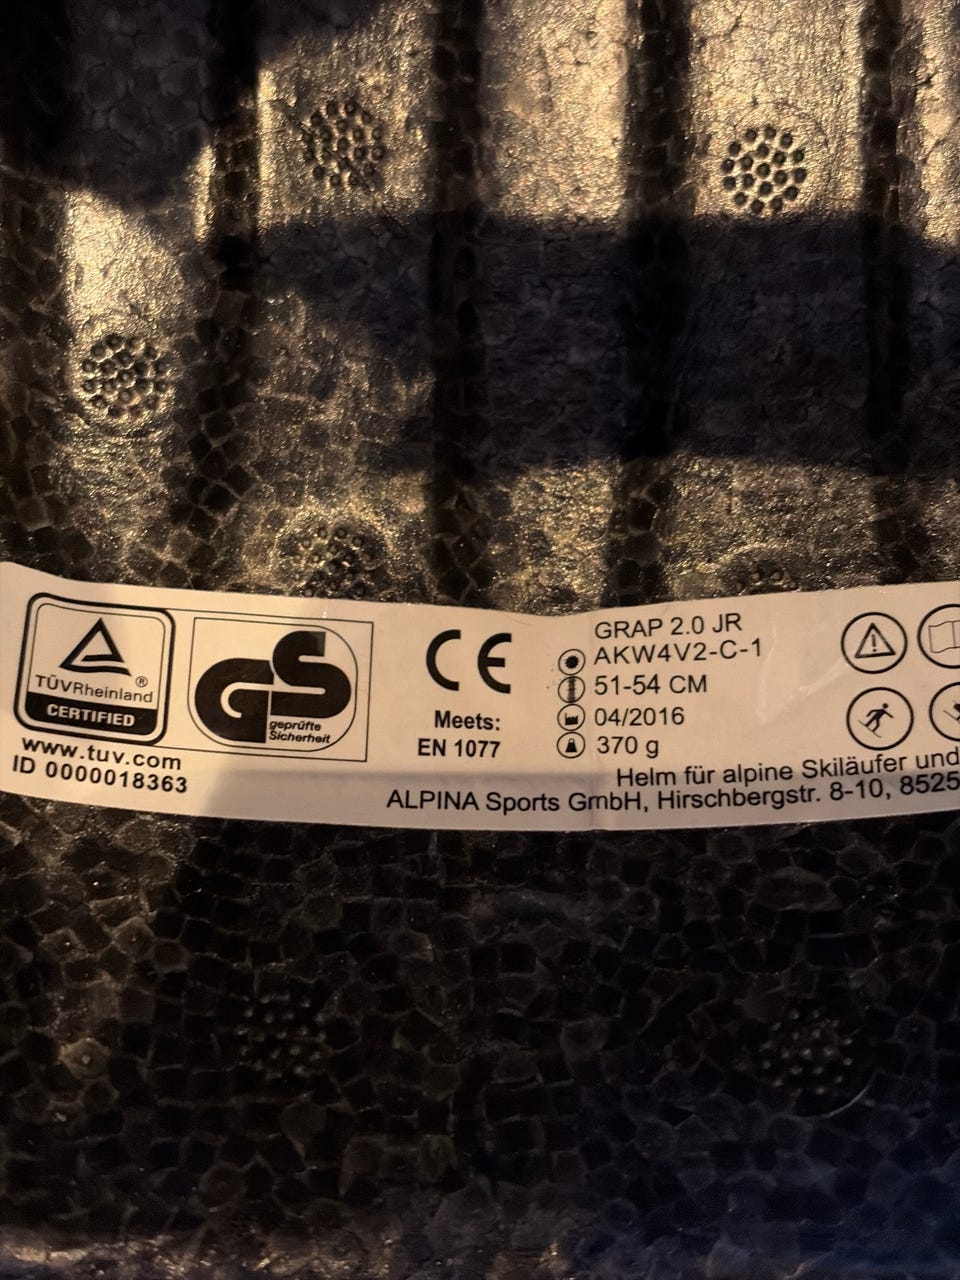 TÜVRheinland®
CERTIFIED
www.tuv.com
ID 0000018363
GS
geprüfte
Sicherheit
CE
Meets:
EN 1077
GRAP 2.0 JR
AKW4V2-C-1
51-54 CM
04/2016
370 g
Helm für alpine Skiläufer und
ALPINA Sports GmbH, Hirschbergstr. 8-10, 8525